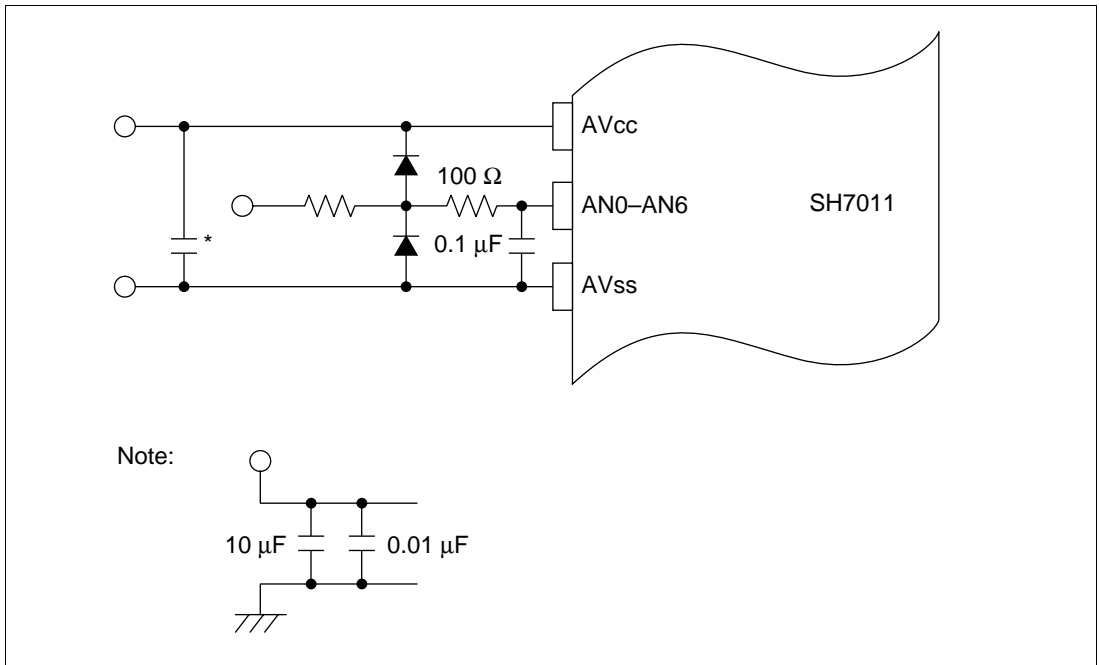 AVcc
100 Ω
AN0–AN6
SH7011
*
0.1 μF
AVss
Note:
10 μF
0.01 μF